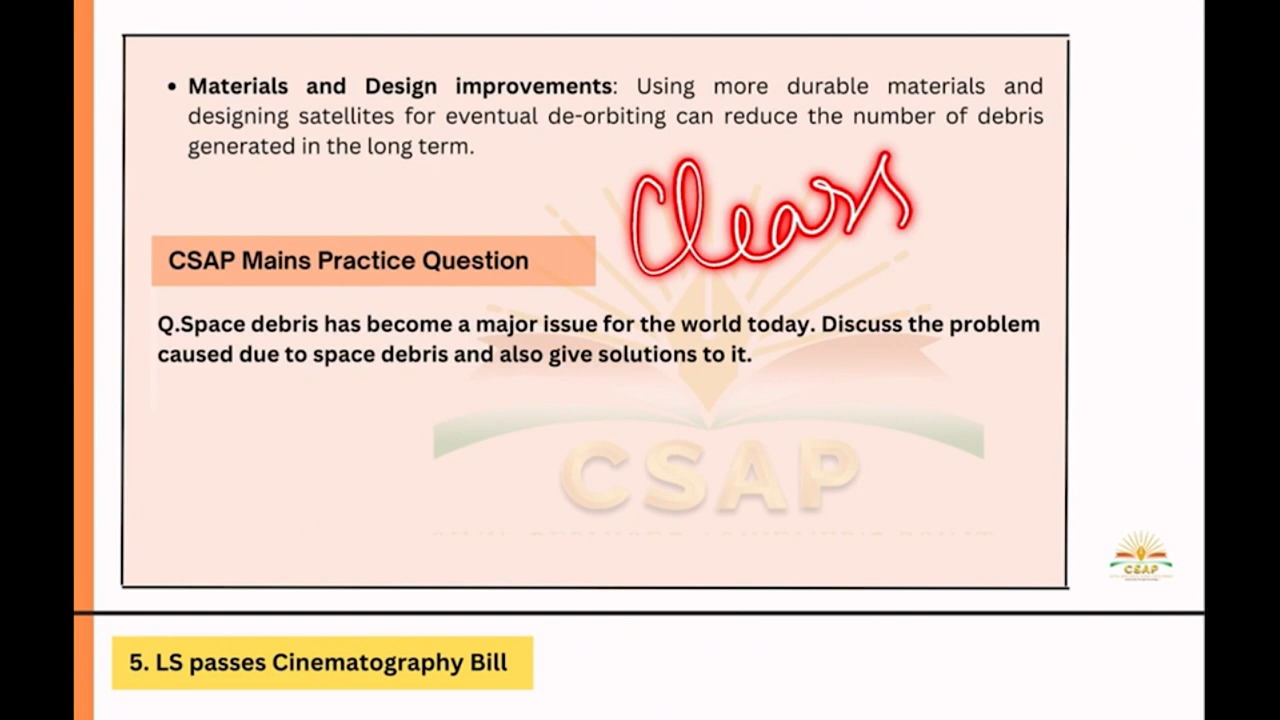 • Materials and Design improvements: Using more durable materials and
designing satellites for eventual de-orbiting can reduce the number of debris
generated in the long term.
Clears
CSAP Mains Practice Question
Q.Space debris has become a major issue for the world today. Discuss the problem
caused due to space debris and also give solutions to it.
CSAP
CSAP
5. LS passes Cinematography Bill